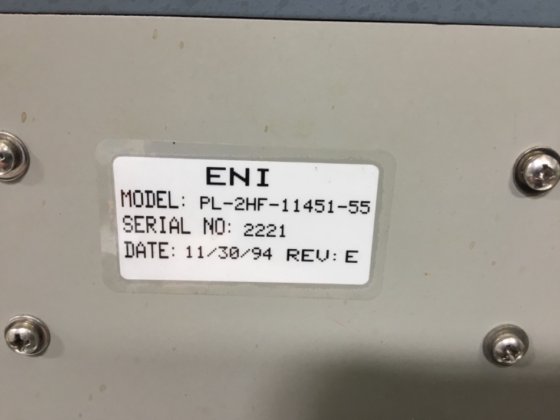 ENI
MODEL: PL-2HF-11451-55
SERIAL NO: 2221
DATE: 11/30/94 REV: E